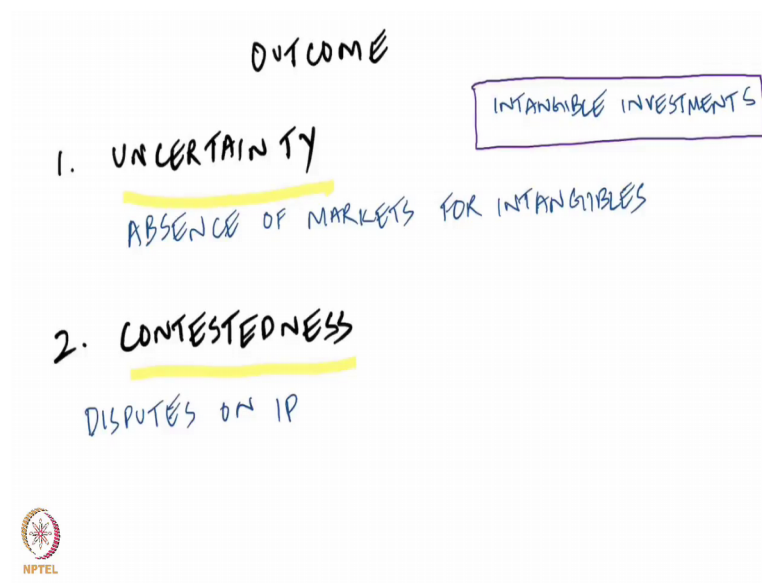 OUTCOME
INTANGIBLE INVESTMENTS
1. UNCERTAINTY
ABSENCE OF MARKETS FOR INTANGIBLES
2. CONTESTEDNESS
DISPUTES ON IP
NPTEL